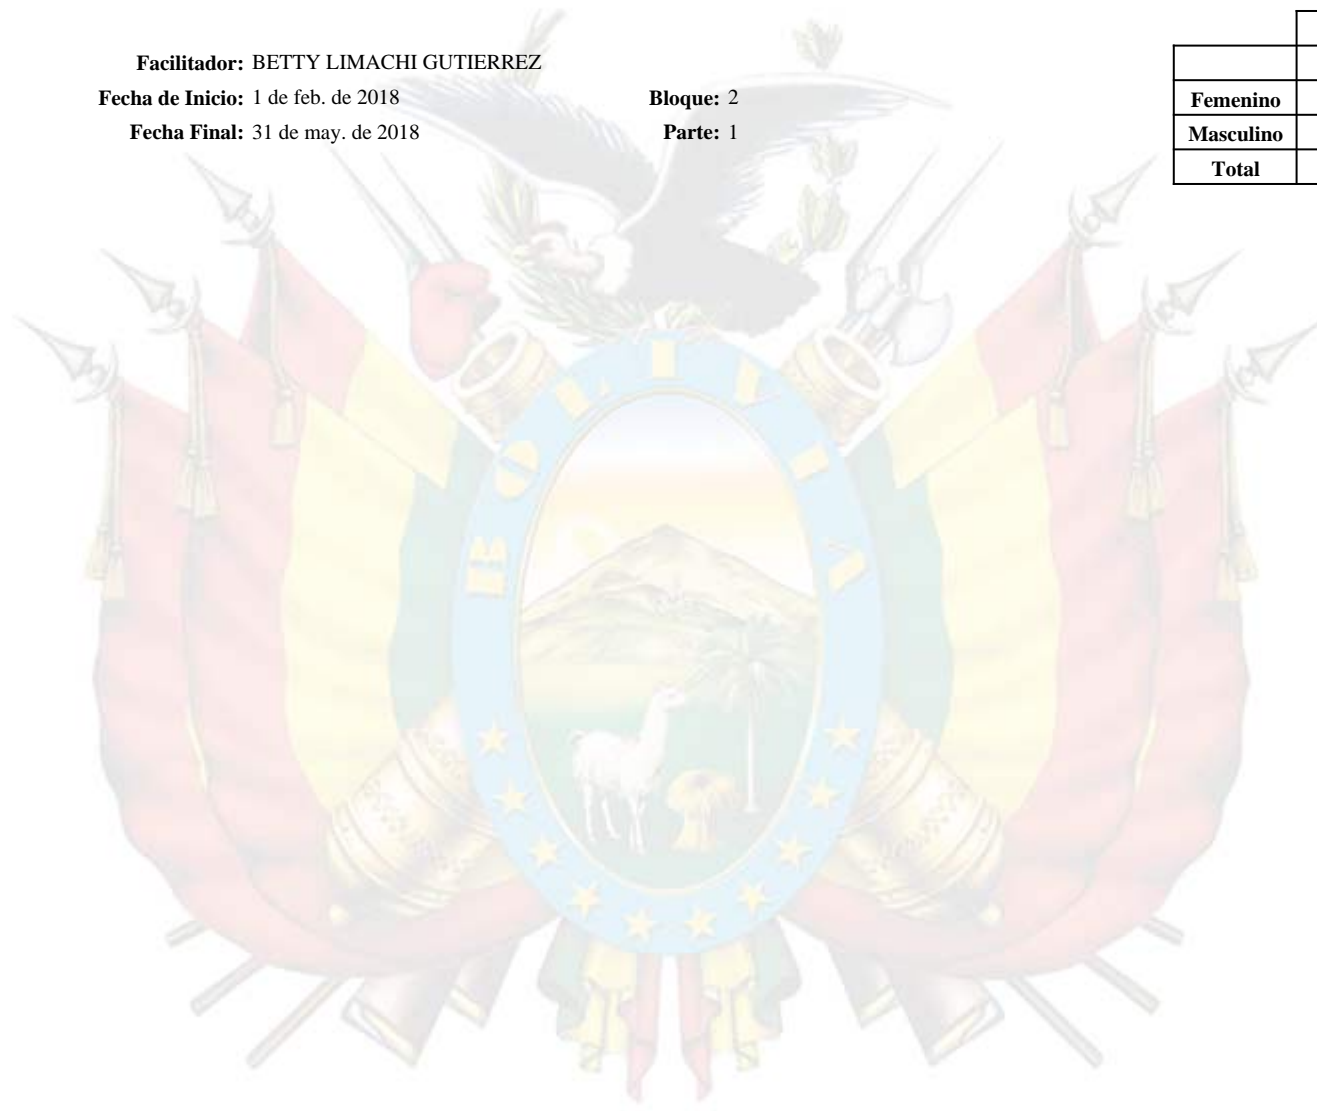 Facilitador: BETTY LIMACHI GUTIERREZ
Fecha de Inicio: 1 de feb. de 2018 Bloque: 2
Fecha Final: 31 de may. de 2018 Parte: 1
Femenino
Masculino
Total
BOLIVIA